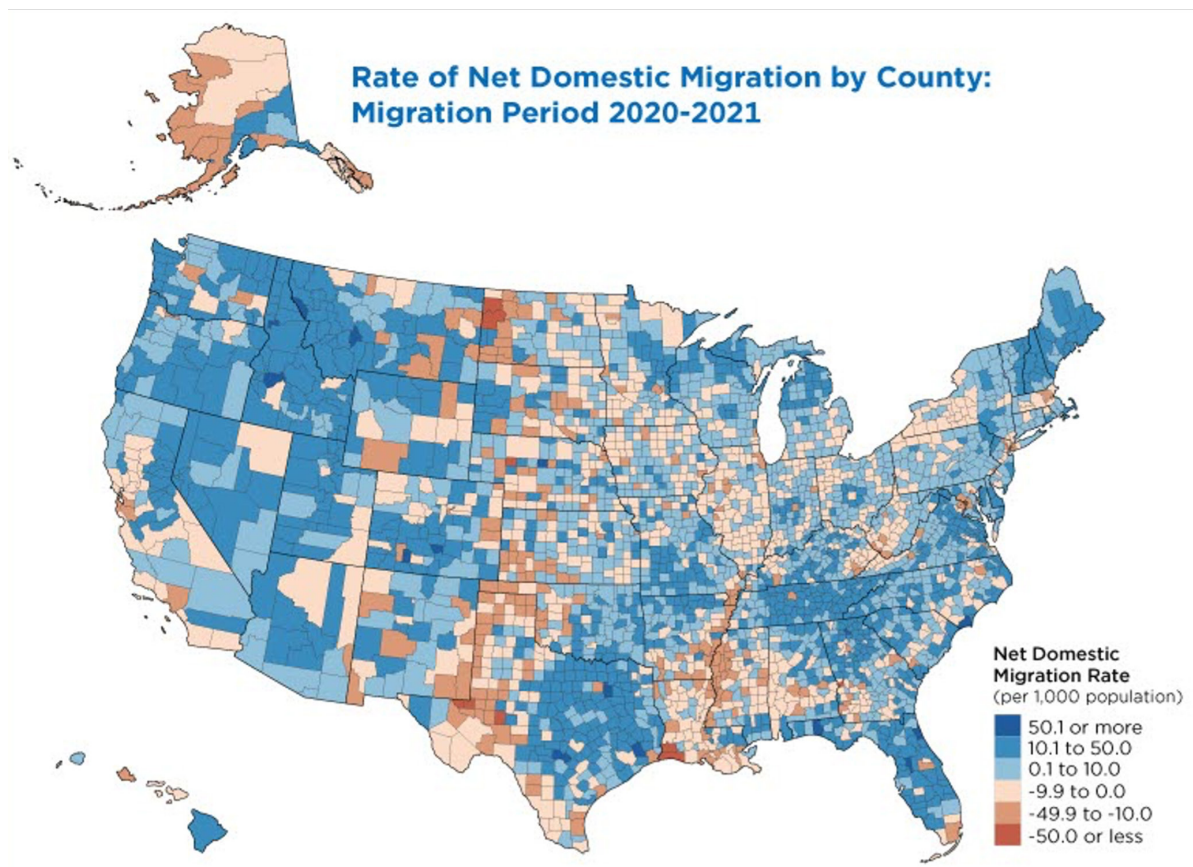 Rate of Net Domestic Migration by County:
Migration Period 2020-2021
Net Domestic
Migration Rate
(per 1,000 population)
50.1 or more
10.1 to 50.0
0.1 to 10.0
-9.9 to 0.0
-49.9 to -10.0
-50.0 or less